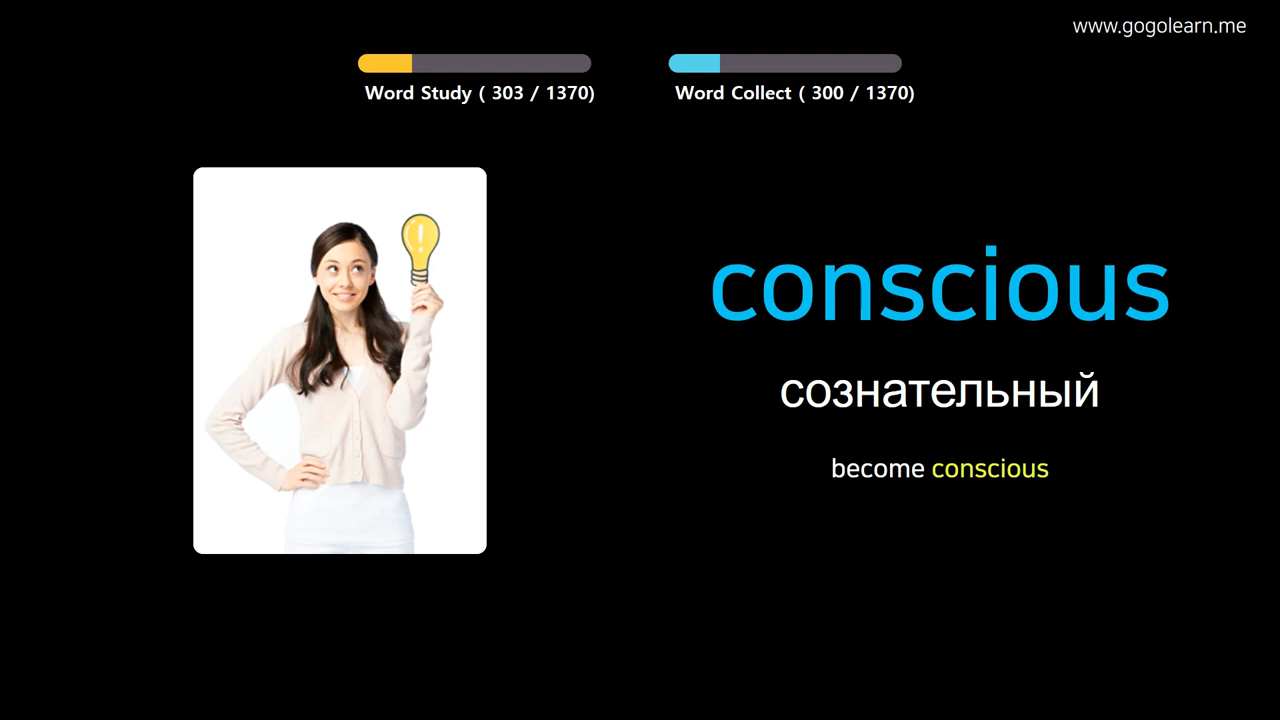 www.gogolearn.me
Word Study ( 303 / 1370)
Word Collect ( 300 / 1370)
conscious
сознательный
become conscious